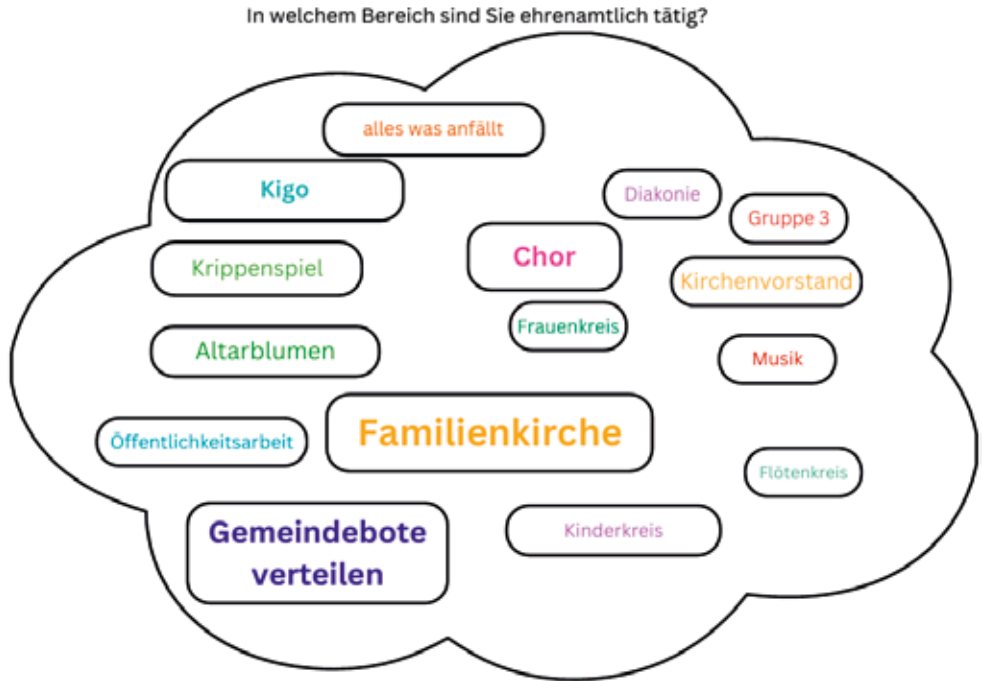 In welchem Bereich sind Sie ehrenamtlich tätig?
alles was anfällt
Kigo
Diakonie
Gruppe 3
Chor
Krippenspiel
Kirchenvorstand
Frauenkreis
Altarblumen
Musik
Familienkirche
Öffentlichkeitsarbeit
Flötenkreis
Gemeindebote
verteilen
Kinderkreis